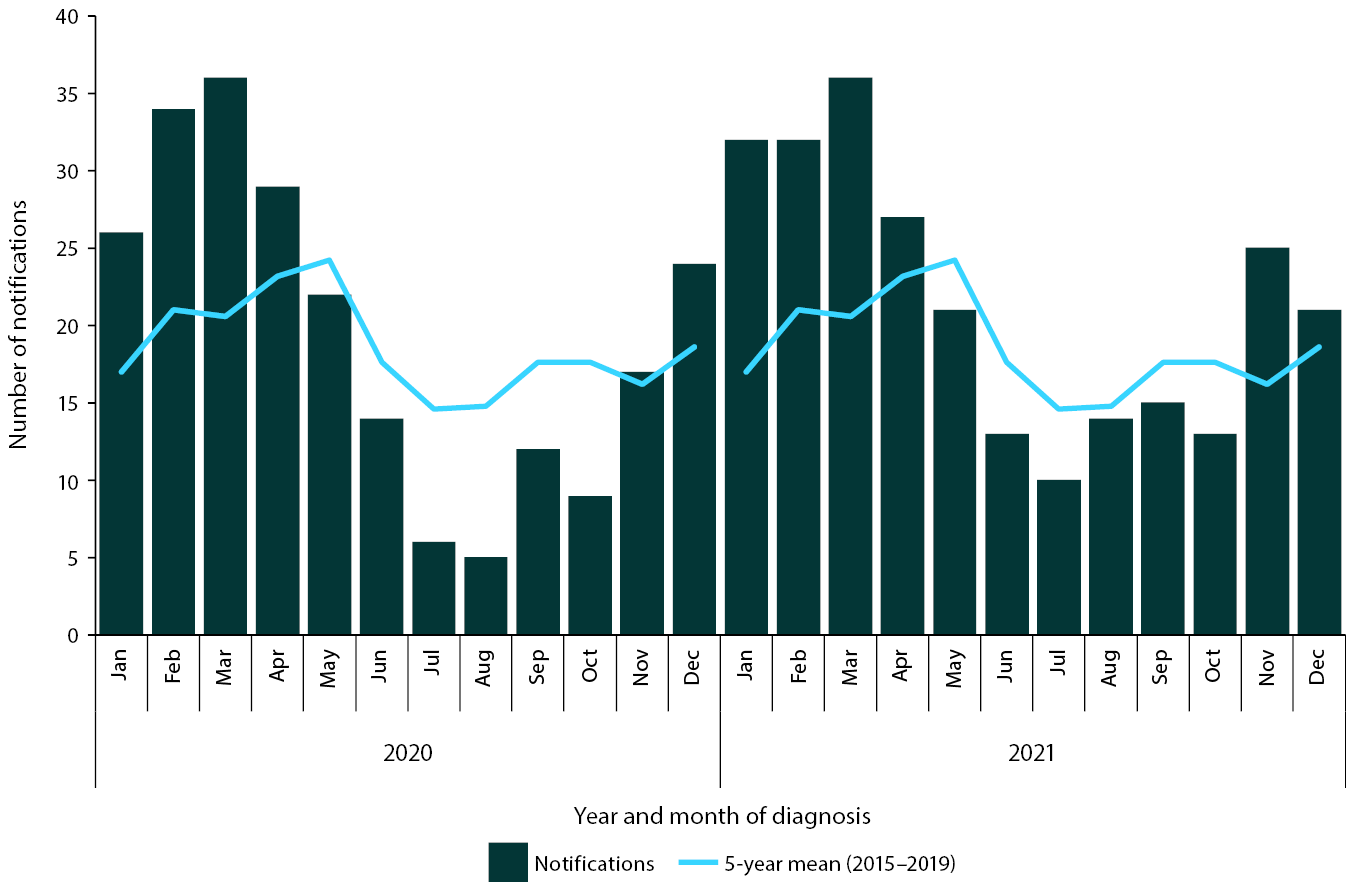 Number of notifications
40
35
30
25
20
15
10
5
0
Jan Feb Mar Apr May Jun Jul Aug Sep Oct Nov Dec Jan Feb Mar Apr May Jun Jul Aug Sep Oct Nov Dec
2020 2021
Year and month of diagnosis
Notifications 5-year mean (2015–2019)